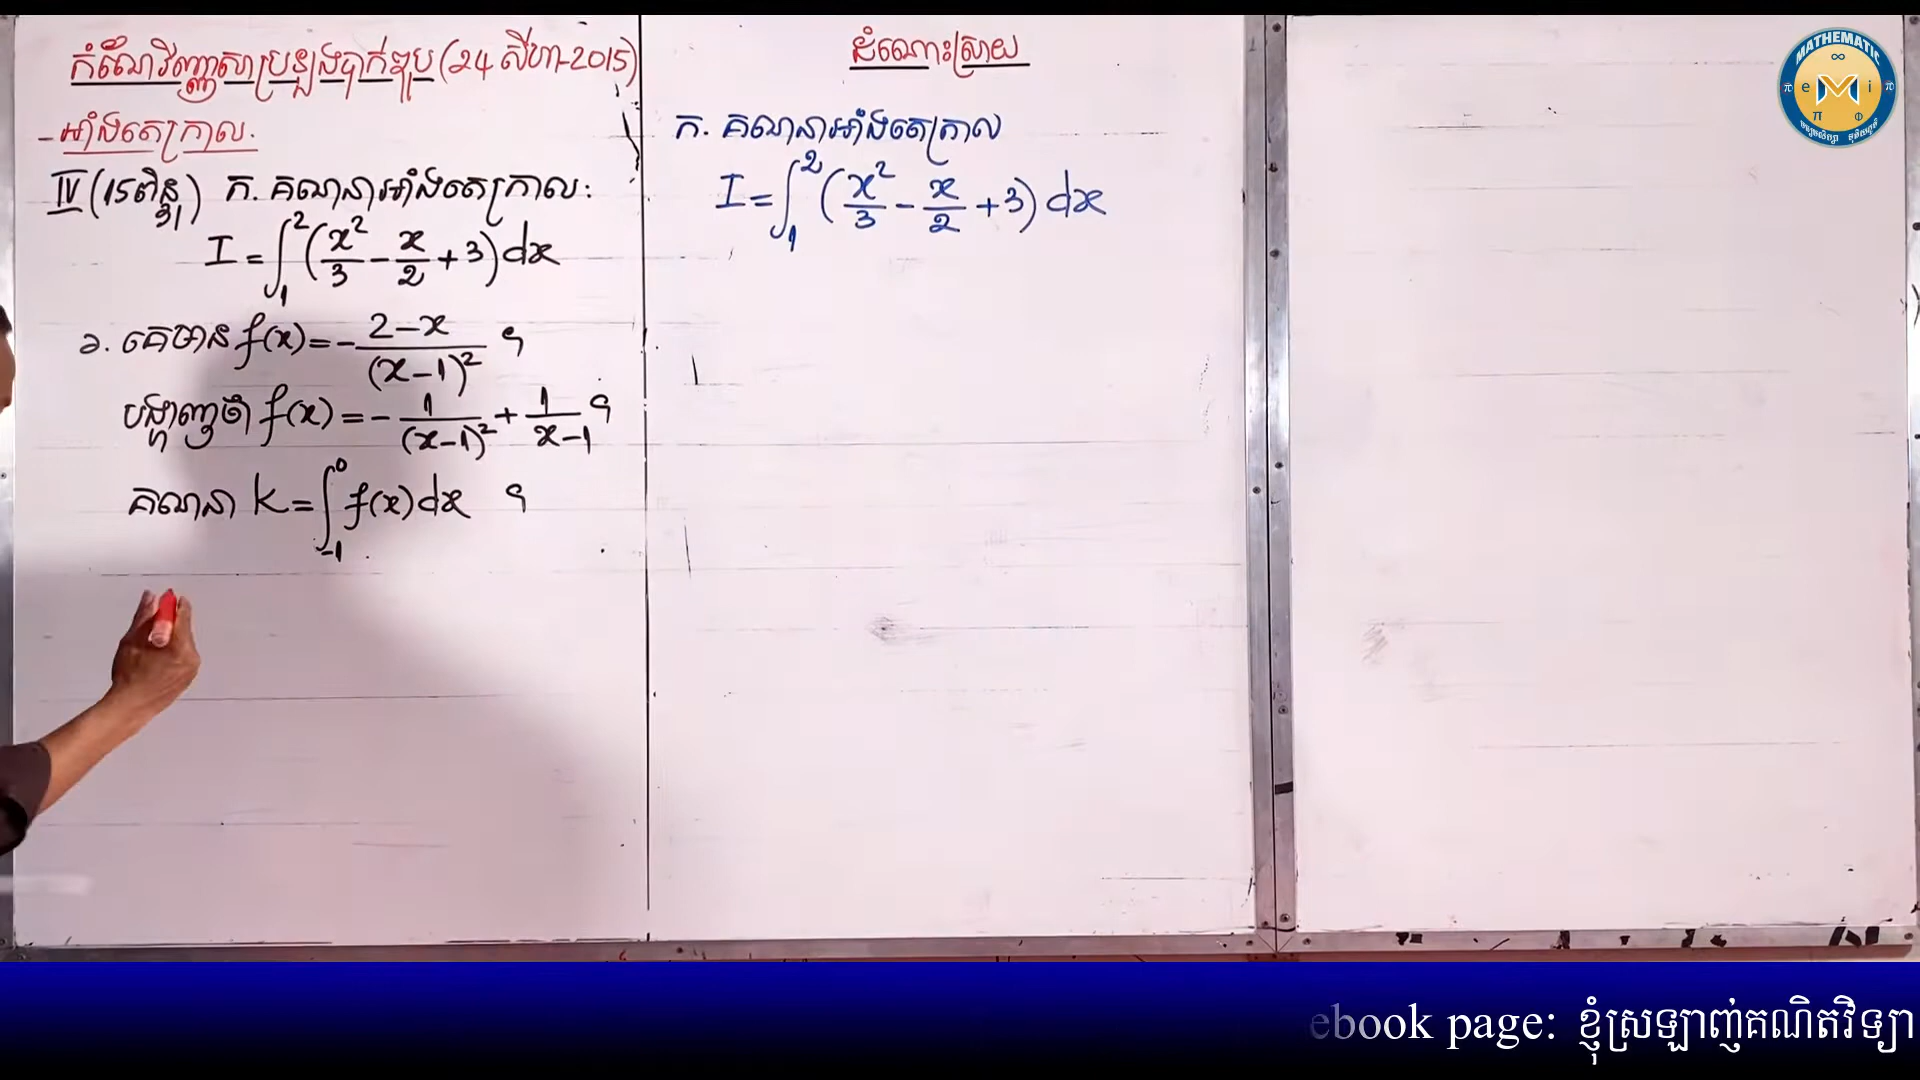 កំណែវិញ្ញាសាប្រឡងបាក់ឌុប (24 សីហា-2015)
- អាំងតេក្រាល.
IV (15ពិន្ទុ) ក. គណនាអាំងតេក្រាល:
I = ∫₁² (x²/3 − x/2 + 3) dx
ខ. គេមាន f(x) = − (2−x)/(x−1)² ។
បង្ហាញថា f(x) = − 1/(x−1)² + 1/(x−1) ។
គណនា K = ∫₋₁⁰ f(x) dx ។
ដំណោះស្រាយ
ក. គណនាអាំងតេក្រាល
I = ∫₁² (x²/3 − x/2 + 3) dx
MATHEMATIC
∞
π e M i π
π Φ
ebook page: ខ្ញុំស្រឡាញ់គណិតវិទ្យា